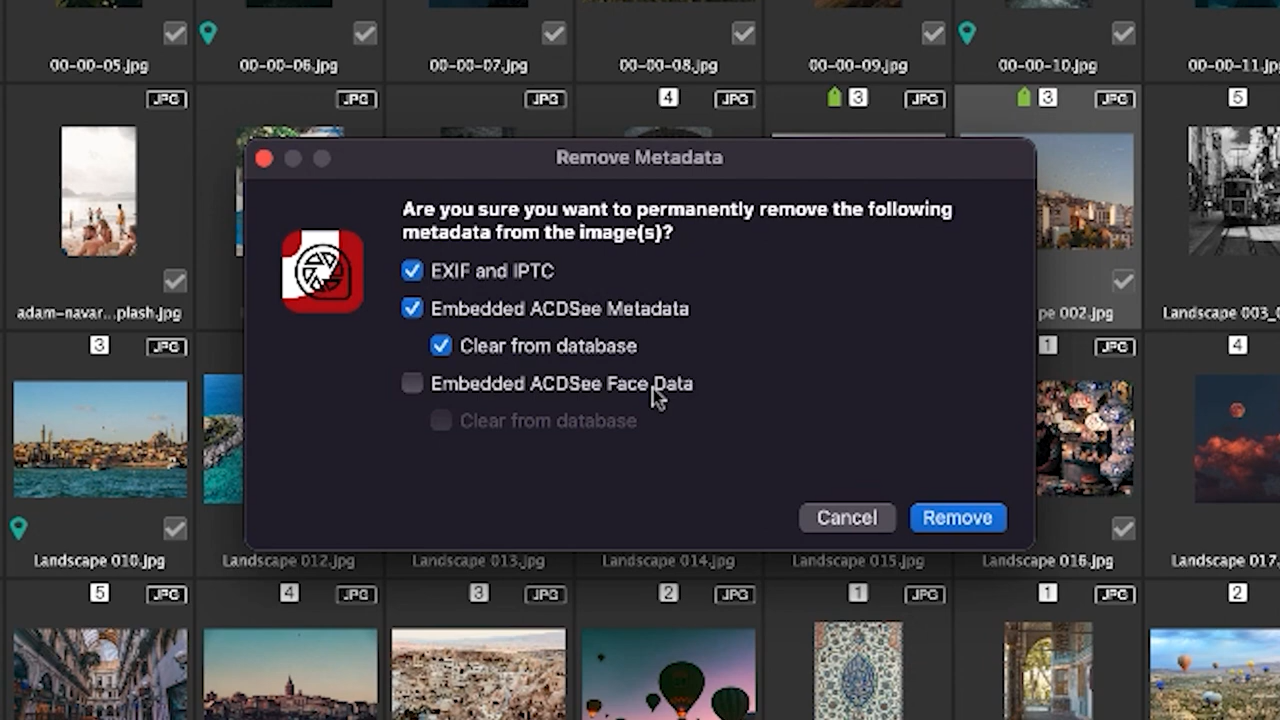 00-00-05.jpg
00-00-06.jpg
00-00-07.jpg
00-00-08.jpg
00-00-09.jpg
00-00-10.jpg
00-00-11.jpg
JPG
JPG
JPG
4
JPG
3
JPG
3
JPG
5
Remove Metadata
Are you sure you want to permanently remove the following
metadata from the image(s)?
EXIF and IPTC
Embedded ACDSee Metadata
Clear from database
Embedded ACDSee Face Data
Clear from database
Cancel
Remove
adam-navar...plash.jpg
pe 002.jpg
Landscape 003_
3
JPG
1
JPG
4
Landscape 010.jpg
Landscape 012.jpg
Landscape 013.jpg
Landscape 014.jpg
Landscape 015.jpg
Landscape 016.jpg
Landscape 017.
5
JPG
4
JPG
3
JPG
2
JPG
1
JPG
1
JPG
2